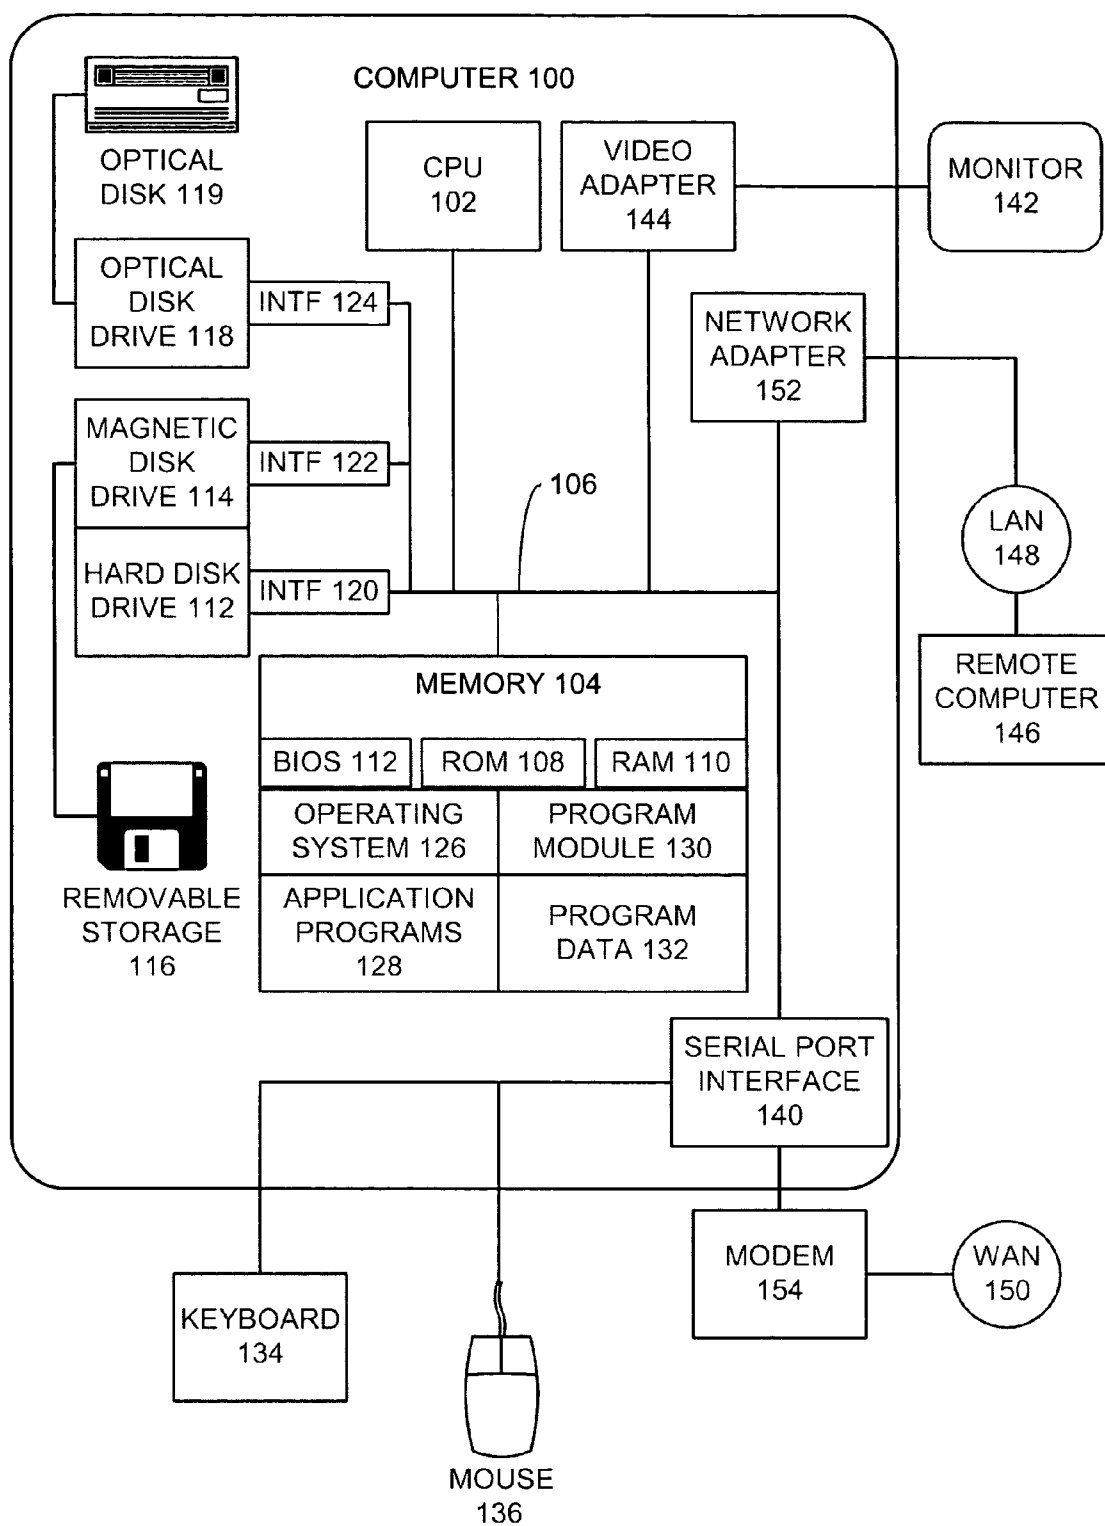 COMPUTER 100
OPTICAL
DISK 119
CPU
102
VIDEO
ADAPTER
144
MONITOR
142
OPTICAL
DISK
DRIVE 118
INTF 124
NETWORK
ADAPTER
152
MAGNETIC
DISK
DRIVE 114
INTF 122
106
LAN
148
HARD DISK
DRIVE 112
INTF 120
REMOTE
COMPUTER
146
MEMORY 104
BIOS 112
ROM 108
RAM 110
OPERATING
SYSTEM 126
PROGRAM
MODULE 130
APPLICATION
PROGRAMS
128
PROGRAM
DATA 132
REMOVABLE
STORAGE
116
SERIAL PORT
INTERFACE
140
MODEM
154
WAN
150
KEYBOARD
134
MOUSE
136